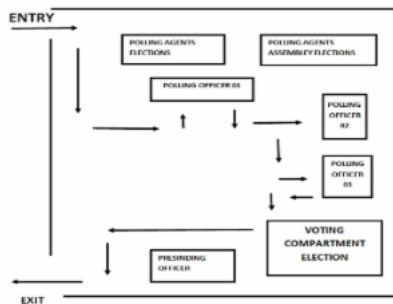 ENTRY
POLLING AGENTS
ELECTIONS
POLLING AGENTS
ASSEMBLY ELECTIONS
POLLING OFFICER 01
POLLING
OFFICER
02
POLLING
OFFICER
03
VOTING
COMPARTMENT
ELECTION
PRESINDING
OFFICER
EXIT